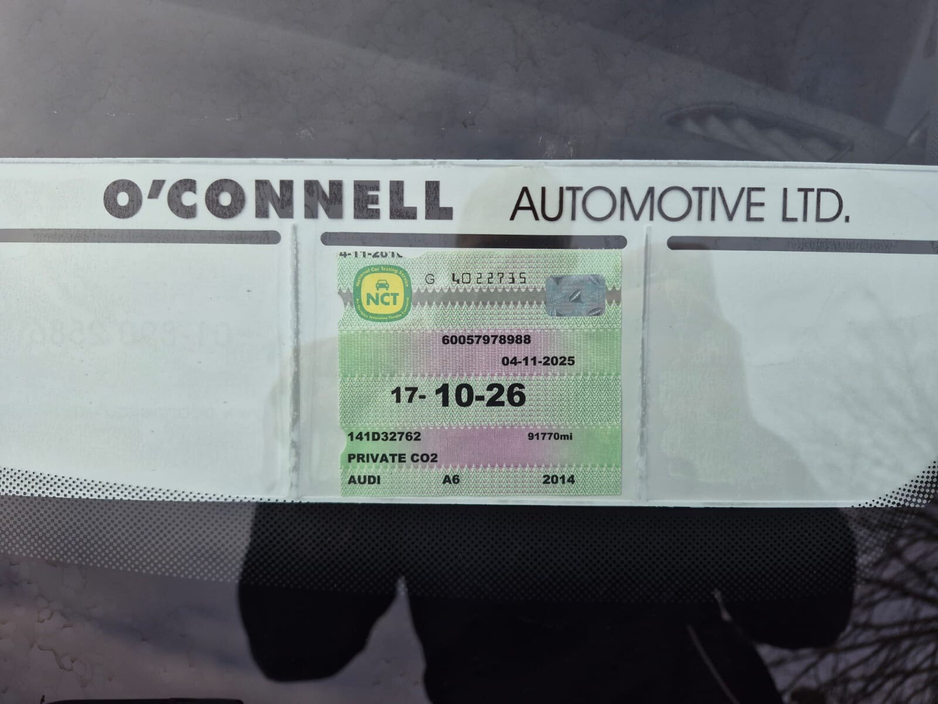 O'CONNELL AUTOMOTIVE LTD.
G 4022735
NCT
60057978988
04-11-2025
17- 10-26
141D32762 91770mi
PRIVATE CO2
AUDI A6 2014